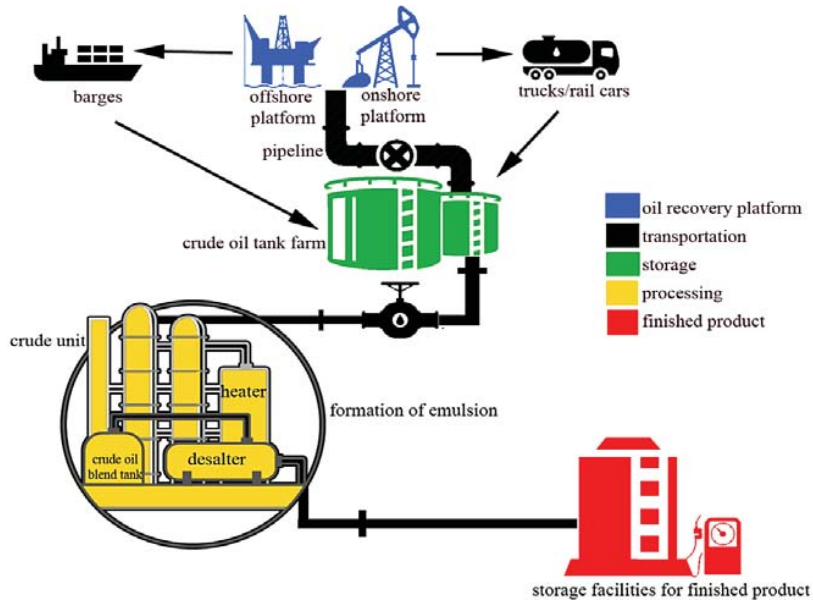 barges
offshore
platform
onshore
platform
trucks/rail cars
pipeline
crude oil tank farm
oil recovery platform
transportation
storage
processing
finished product
crude unit
heater
formation of emulsion
crude oil
blend tank
desalter
storage facilities for finished product